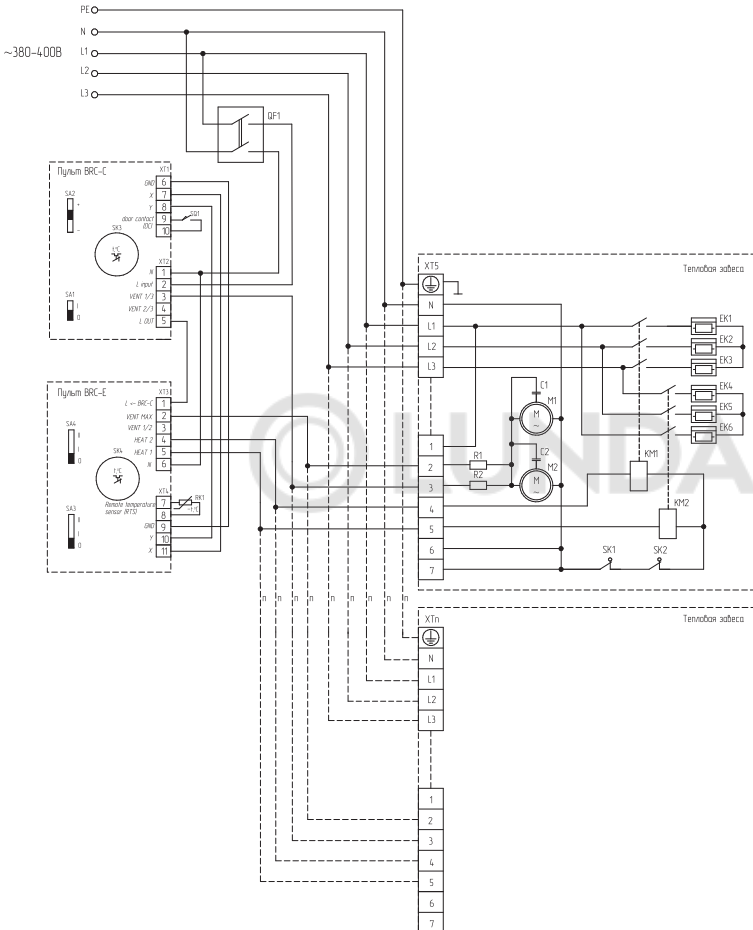 PE
N
~380-400В
L1
L2
L3
QF1
Пульт BRC-C
XT1
SA2
+
-
SK3
t°C
SA1
I
0
GND 6
X 7
Y 8
door contact (DC) 9
10
SQ1
XT2
N 1
L input 2
VENT 1/3 3
VENT 2/3 4
L OUT 5
Пульт BRC-E
XT3
SA4
II
I
0
SK4
t°C
SA3
II
I
0
L <- BRC-C 1
VENT MAX 2
VENT 1/2 3
HEAT 2 4
HEAT 1 5
N 6
XT4
7
Remote temperature
sensor (RTS) 8
RK1
-t°C
GND 9
Y 10
X 11
XT5
Тепловая завеса
N
L1
L2
L3
EK1
EK2
EK3
EK4
EK5
EK6
C1
M1
M
~
C2
M2
M
~
R1
R2
KM1
KM2
SK1
SK2
1
2
3
4
5
6
7
n n n n n n n n
XTn
Тепловая завеса
N
L1
L2
L3
1
2
3
4
5
6
7
LUNDA